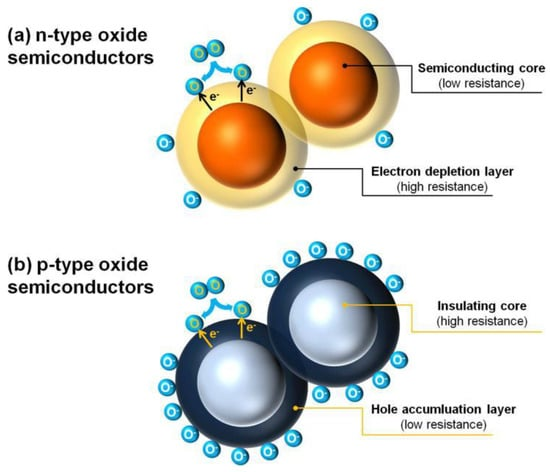 O-
O-
(a) n-type oxide
semiconductors
O O
O O
e- e-
Semiconducting core
(low resistance)
O-
O-
Electron depletion layer
(high resistance)
O-
O-
(b) p-type oxide
semiconductors
O- O- O- O- O- O-
O O
O O
e- e-
Insulating core
(high resistance)
O- O- O- O-
Hole accmluation layer
(low resistance)
O- O- O- O- O- O- O- O-